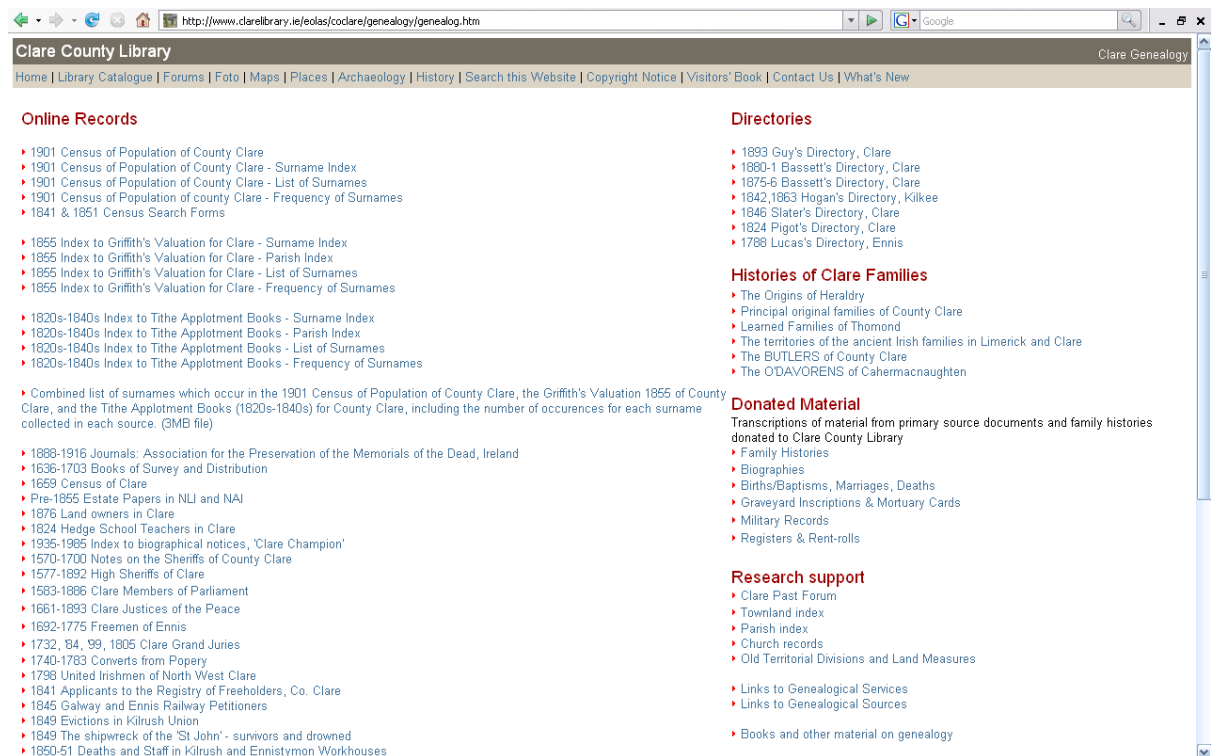 http://www.clarelibrary.ie/eolas/coclare/genealogy/genealog.htm
Google
Clare County Library
Clare Genealogy
Home | Library Catalogue | Forums | Foto | Maps | Places | Archaeology | History | Search this Website | Copyright Notice | Visitors' Book | Contact Us | What's New
Online Records
1901 Census of Population of County Clare
1901 Census of Population of County Clare - Surname Index
1901 Census of Population of County Clare - List of Surnames
1901 Census of Population of county Clare - Frequency of Surnames
1841 & 1851 Census Search Forms
1855 Index to Griffith's Valuation for Clare - Surname Index
1855 Index to Griffith's Valuation for Clare - Parish Index
1855 Index to Griffith's Valuation for Clare - List of Surnames
1855 Index to Griffith's Valuation for Clare - Frequency of Surnames
1820s-1840s Index to Tithe Applotment Books - Surname Index
1820s-1840s Index to Tithe Applotment Books - Parish Index
1820s-1840s Index to Tithe Applotment Books - List of Surnames
1820s-1840s Index to Tithe Applotment Books - Frequency of Surnames
Combined list of surnames which occur in the 1901 Census of Population of County Clare, the Griffith's Valuation 1855 of County
Clare, and the Tithe Applotment Books (1820s-1840s) for County Clare, including the number of occurences for each surname
collected in each source. (3MB file)
1888-1916 Journals: Association for the Preservation of the Memorials of the Dead, Ireland
1636-1703 Books of Survey and Distribution
1659 Census of Clare
Pre-1855 Estate Papers in NLI and NAI
1876 Land owners in Clare
1824 Hedge School Teachers in Clare
1935-1985 Index to biographical notices, 'Clare Champion'
1570-1700 Notes on the Sheriffs of County Clare
1577-1892 High Sheriffs of Clare
1583-1886 Clare Members of Parliament
1661-1893 Clare Justices of the Peace
1692-1775 Freemen of Ennis
1732, '84, '99, 1805 Clare Grand Juries
1740-1783 Converts from Popery
1798 United Irishmen of North West Clare
1841 Applicants to the Registry of Freeholders, Co. Clare
1845 Galway and Ennis Railway Petitioners
1849 Evictions in Kilrush Union
1849 The shipwreck of the 'St John' - survivors and drowned
1850-51 Deaths and Staff in Kilrush and Ennistymon Workhouses
Directories
1893 Guy's Directory, Clare
1880-1 Bassett's Directory, Clare
1875-6 Bassett's Directory, Clare
1842,1863 Hogan's Directory, Kilkee
1846 Slater's Directory, Clare
1824 Pigot's Directory, Clare
1788 Lucas's Directory, Ennis
Histories of Clare Families
The Origins of Heraldry
Principal original families of County Clare
Learned Families of Thomond
The territories of the ancient Irish families in Limerick and Clare
The BUTLERS of County Clare
The O'DAVORENS of Cahermacnaughten
Donated Material
Transcriptions of material from primary source documents and family histories
donated to Clare County Library
Family Histories
Biographies
Births/Baptisms, Marriages, Deaths
Graveyard Inscriptions & Mortuary Cards
Military Records
Registers & Rent-rolls
Research support
Clare Past Forum
Townland index
Parish index
Church records
Old Territorial Divisions and Land Measures
Links to Genealogical Services
Links to Genealogical Sources
Books and other material on genealogy